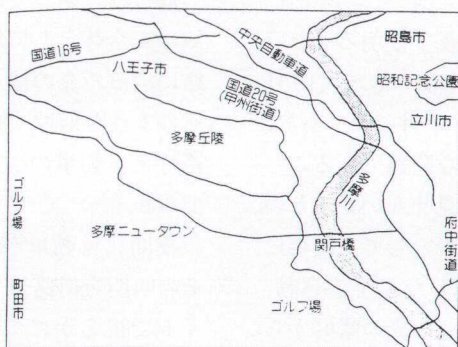 国道16号
八王子市
中央自動車道
昭島市
昭和記念公園
国道20号
(甲州街道)
立川市
多摩丘陵
多摩川
ゴルフ場
多摩ニュータウン
関戸橋
府中街道
町田市
ゴルフ場